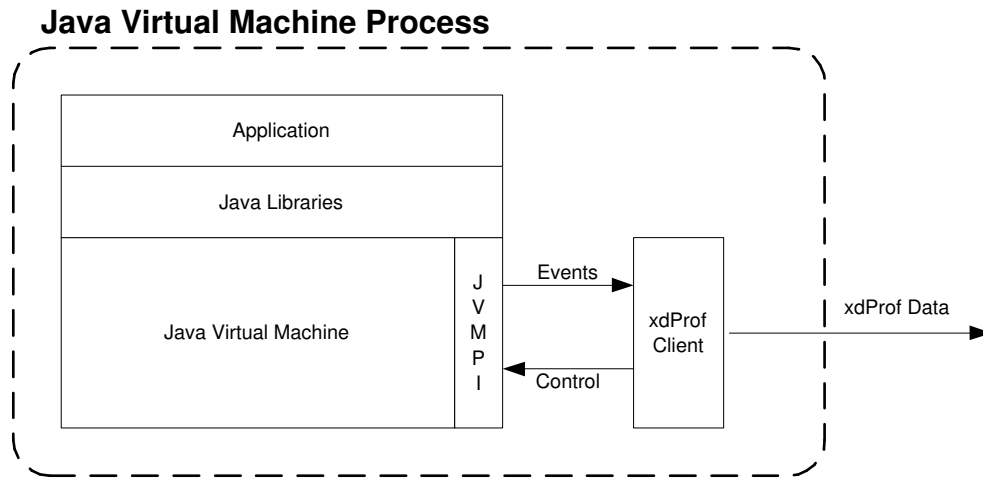 Java Virtual Machine Process
Application
Java Libraries
Java Virtual Machine
J
V
M
P
I
Events
Control
xdProf
Client
xdProf Data